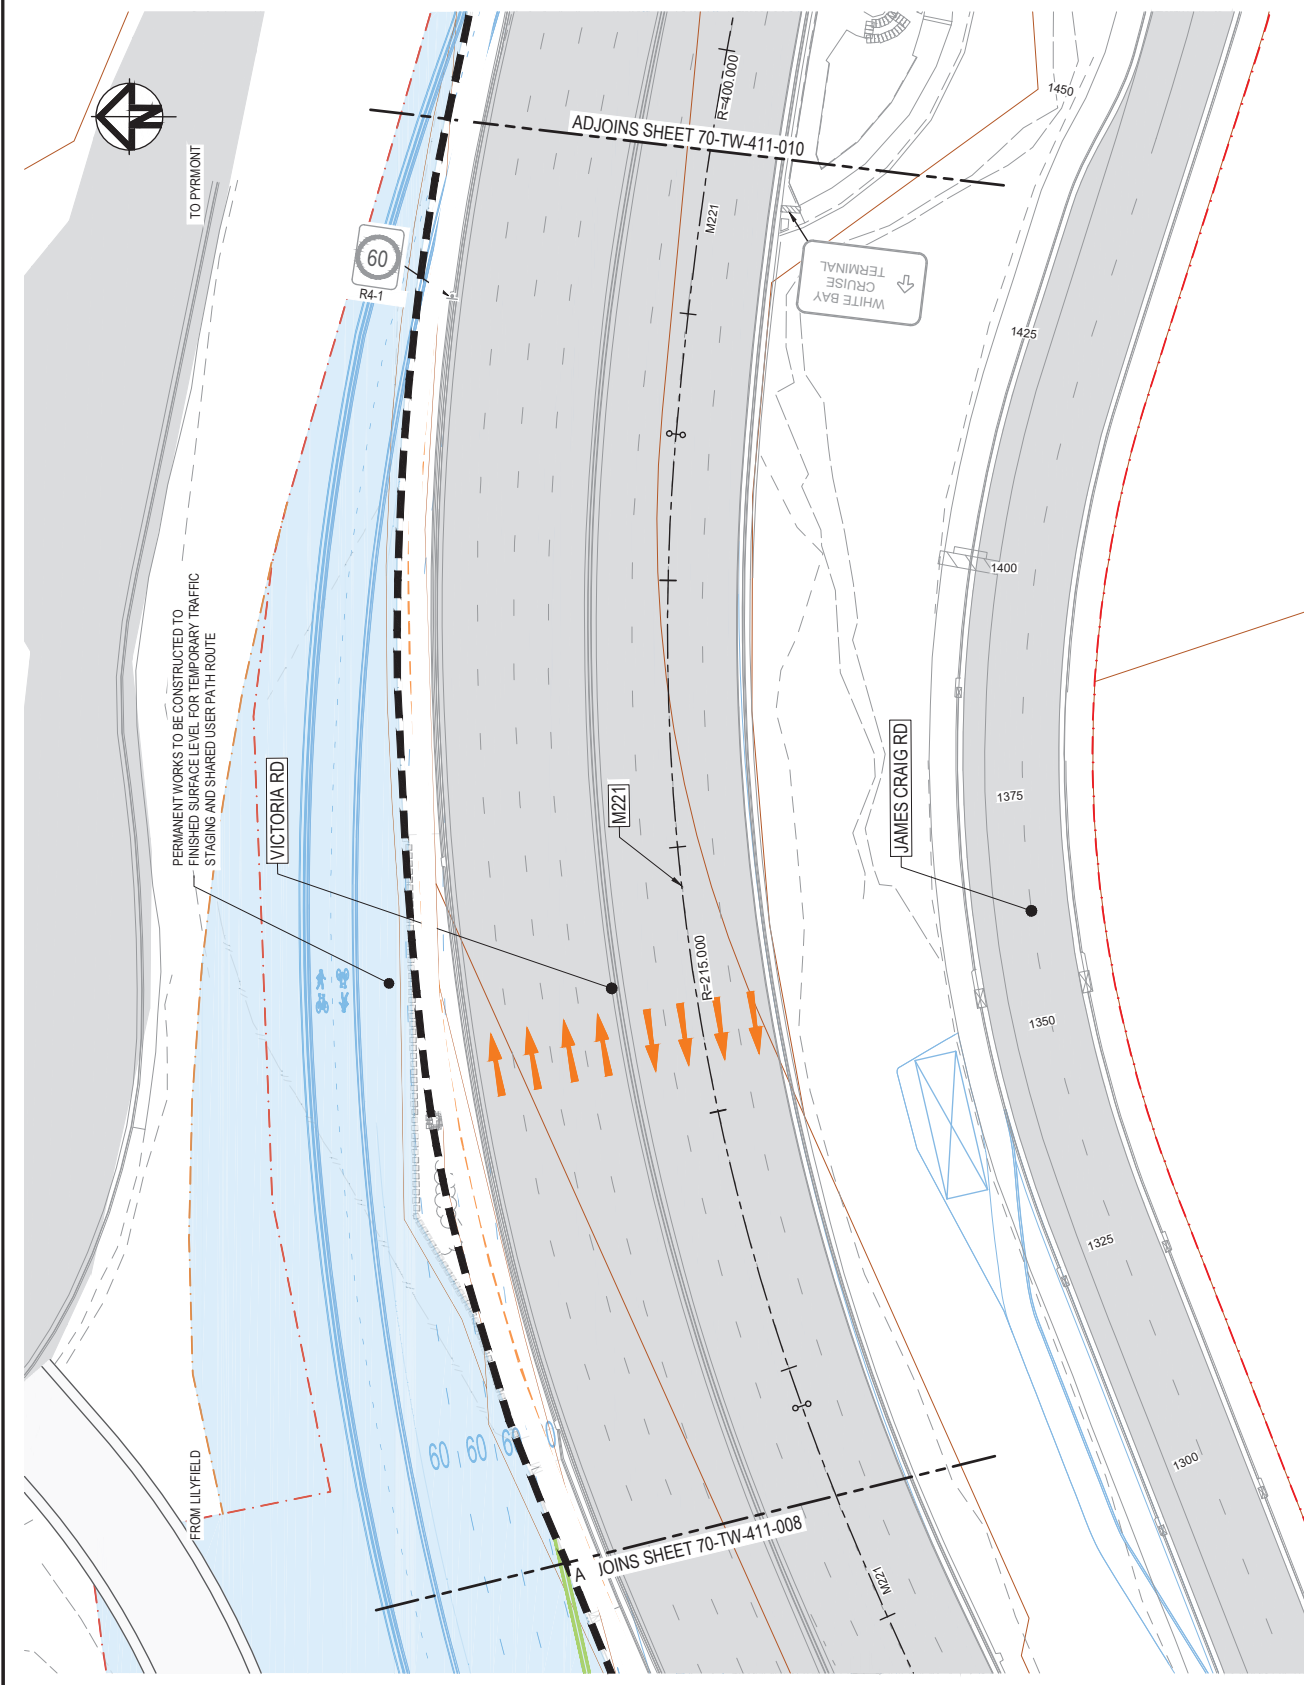 N
TO PYRMONT
ADJOINS SHEET 70-TW-411-010
R=400.000
M221
60
R4-1
WHITE BAY
CRUISE
TERMINAL
1450
1425
1400
PERMANENT WORKS TO BE CONSTRUCTED TO
FINISHED SURFACE LEVEL FOR TEMPORARY TRAFFIC
STAGING AND SHARED USER PATH ROUTE
VICTORIA RD
M221
JAMES CRAIG RD
1375
R=215.000
1350
1325
1300
60
60
60
FROM LILYFIELD
A JOINS SHEET 70-TW-411-008
M221